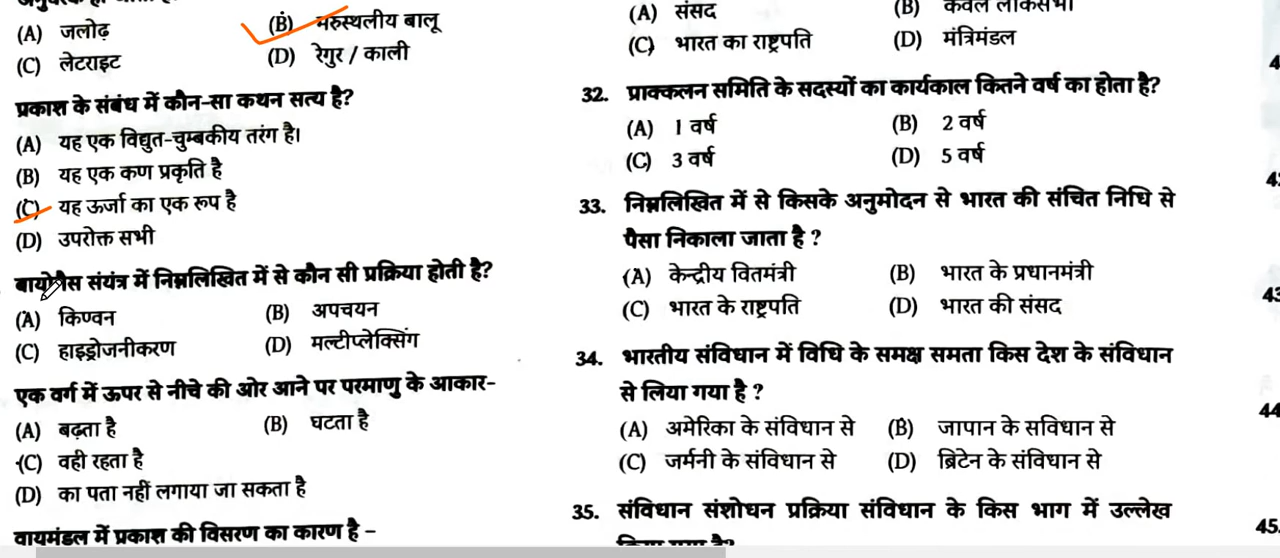 (A) जलोढ़ (B) मरुस्थलीय बालू
(C) लेटराइट (D) रेगुर / काली
प्रकाश के संबंध में कौन-सा कथन सत्य है?
(A) यह एक विद्युत-चुम्बकीय तरंग है।
(B) यह एक कण प्रकृति है
(C) यह ऊर्जा का एक रूप है
(D) उपरोक्त सभी
बायोगैस संयंत्र में निम्नलिखित में से कौन सी प्रक्रिया होती है?
(A) किण्वन (B) अपचयन
(C) हाइड्रोजनीकरण (D) मल्टीप्लेक्सिंग
एक वर्ग में ऊपर से नीचे की ओर आने पर परमाणु के आकार-
(A) बढ़ता है (B) घटता है
(C) वही रहता है
(D) का पता नहीं लगाया जा सकता है
वायुमंडल में प्रकाश की विसरण का कारण है –
(A) संसद (B) केवल लोकसभा
(C) भारत का राष्ट्रपति (D) मंत्रिमंडल
32. प्राक्कलन समिति के सदस्यों का कार्यकाल कितने वर्ष का होता है?
(A) 1 वर्ष (B) 2 वर्ष
(C) 3 वर्ष (D) 5 वर्ष
33. निम्नलिखित में से किसके अनुमोदन से भारत की संचित निधि से
पैसा निकाला जाता है ?
(A) केन्द्रीय वितमंत्री (B) भारत के प्रधानमंत्री
(C) भारत के राष्ट्रपति (D) भारत की संसद
34. भारतीय संविधान में विधि के समक्ष समता किस देश के संविधान
से लिया गया है ?
(A) अमेरिका के संविधान से (B) जापान के सविधान से
(C) जर्मनी के संविधान से (D) ब्रिटेन के संविधान से
35. संविधान संशोधन प्रक्रिया संविधान के किस भाग में उल्लेख
44
45.